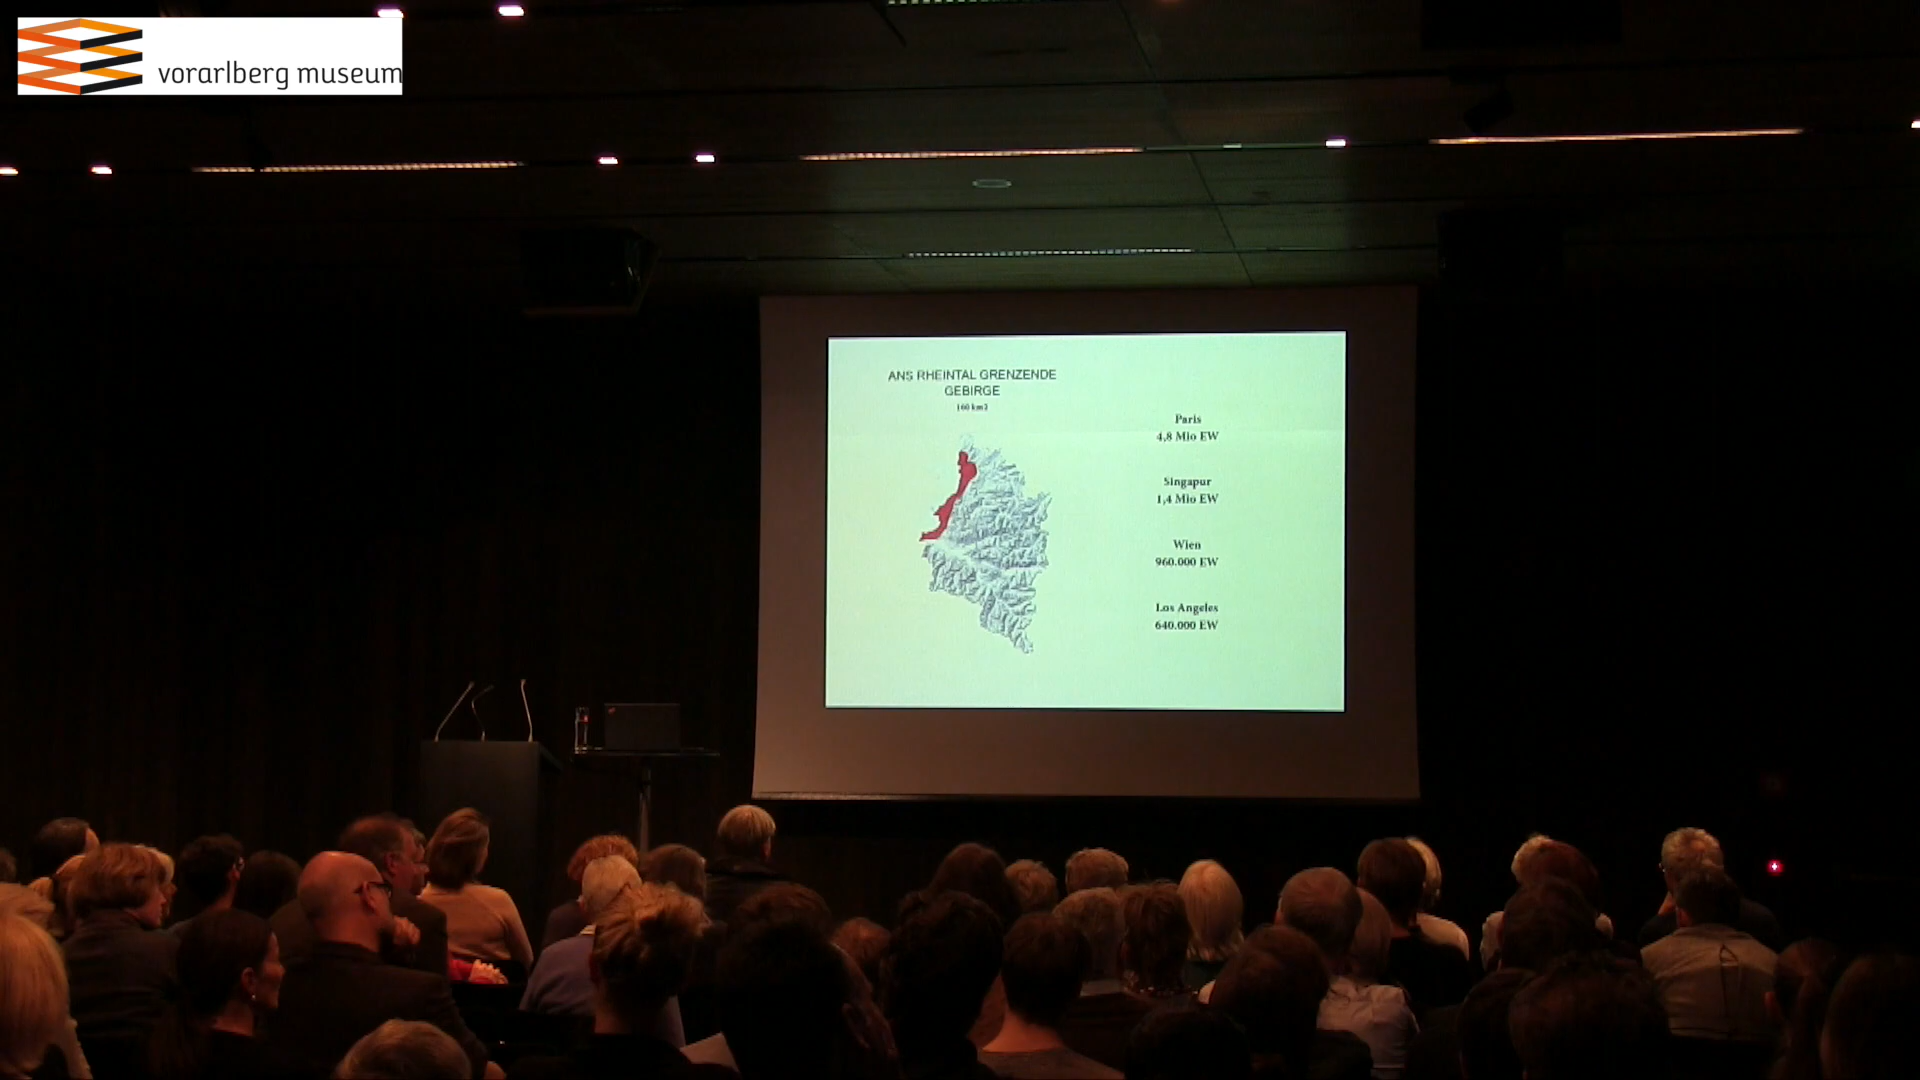 vorarlberg museum
ANS RHEINTAL GRENZENDE
GEBIRGE
Paris
4,8 Mio EW
Singapur
1,4 Mio EW
Wien
960.000 EW
Los Angeles
640.000 EW